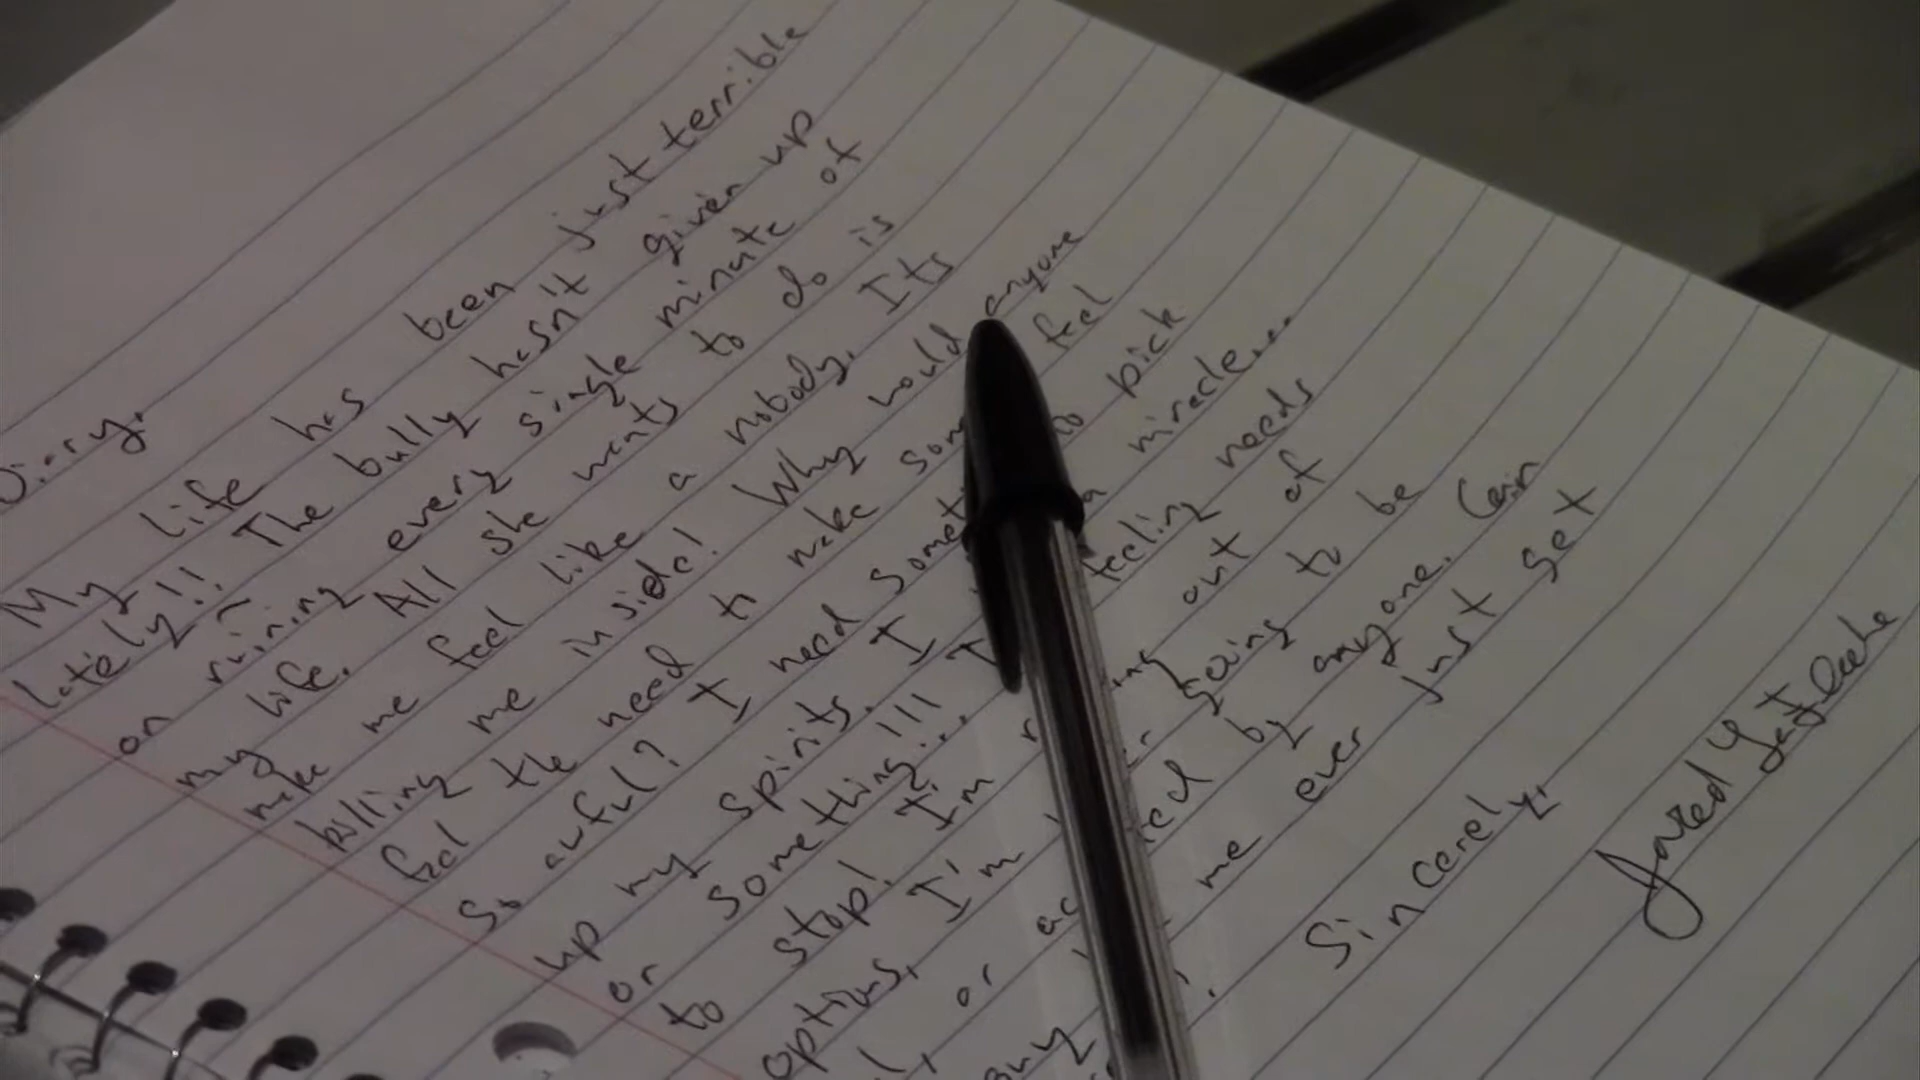 My life has been just terrible
lately!! The bully hasn't given up
on ruining every single minute of
my life. All she wants to do is
make me feel like a nobody. Its
killing me inside! Why would anyone
feel the need to make feel
so awful? I need to pick
up my spirits. I a miracle...
or something!!! feeling needs
to stop! I'm out of
options, I'm going to be
or by anyone. Can
me ever just get
Sincerely,
Jared